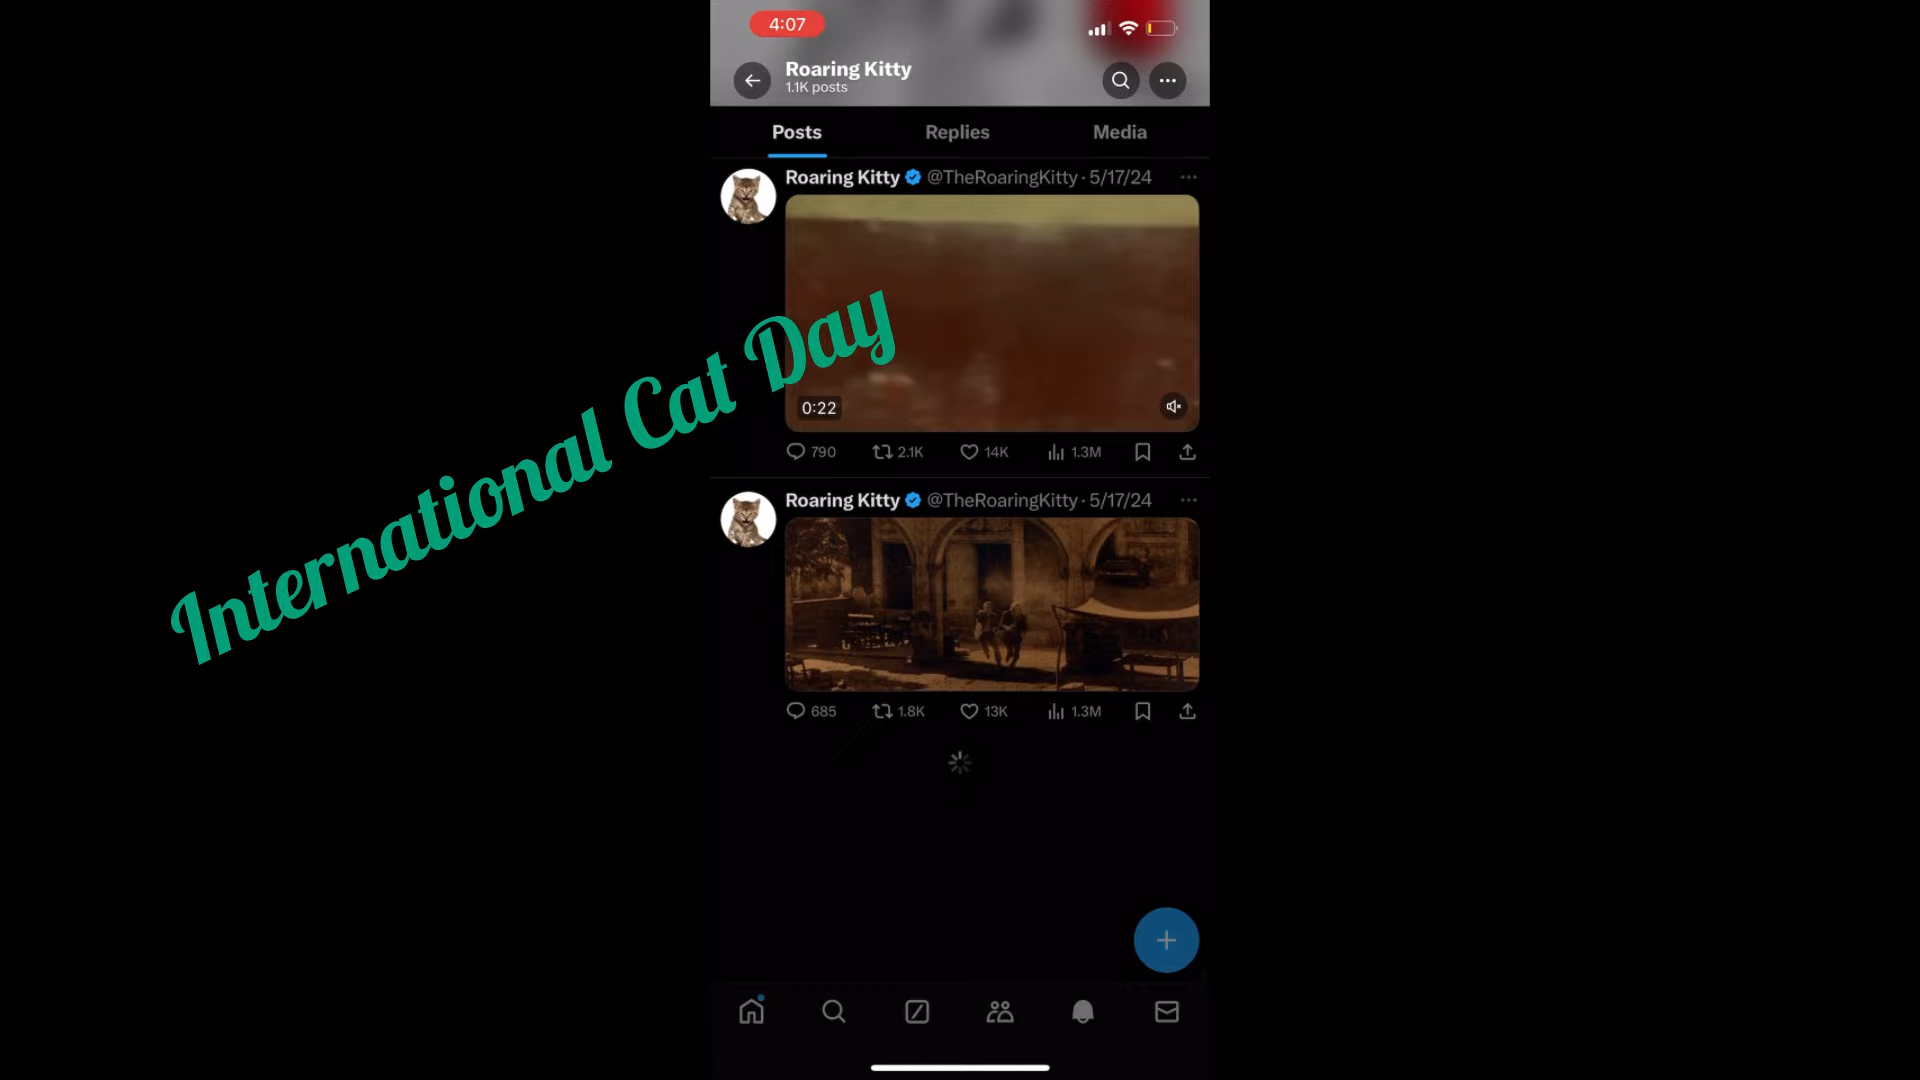 4:07
Roaring Kitty
1.1K posts
Posts Replies Media
Roaring Kitty @TheRoaringKitty · 5/17/24
0:22
790 2.1K 14K 1.3M
Roaring Kitty @TheRoaringKitty · 5/17/24
685 1.8K 13K 1.3M
International Cat Day